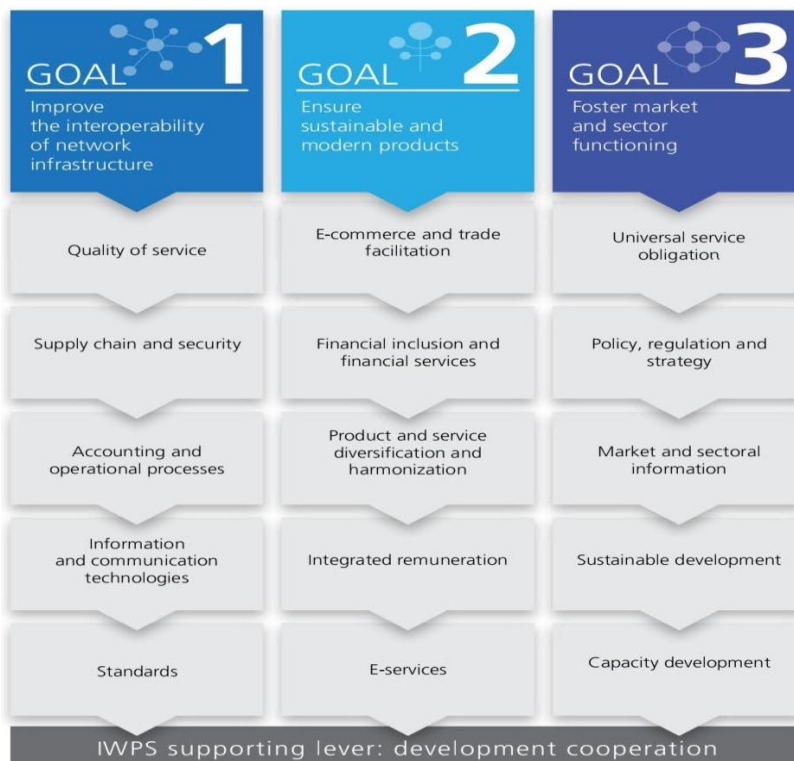 GOAL 1
Improve
the interoperability
of network
infrastructure
Quality of service
Supply chain and security
Accounting and
operational processes
Information
and communication
technologies
Standards
GOAL 2
Ensure
sustainable and
modern products
E-commerce and trade
facilitation
Financial inclusion and
financial services
Product and service
diversification and
harmonization
Integrated remuneration
E-services
GOAL 3
Foster market
and sector
functioning
Universal service
obligation
Policy, regulation and
strategy
Market and sectoral
information
Sustainable development
Capacity development
IWPS supporting lever: development cooperation